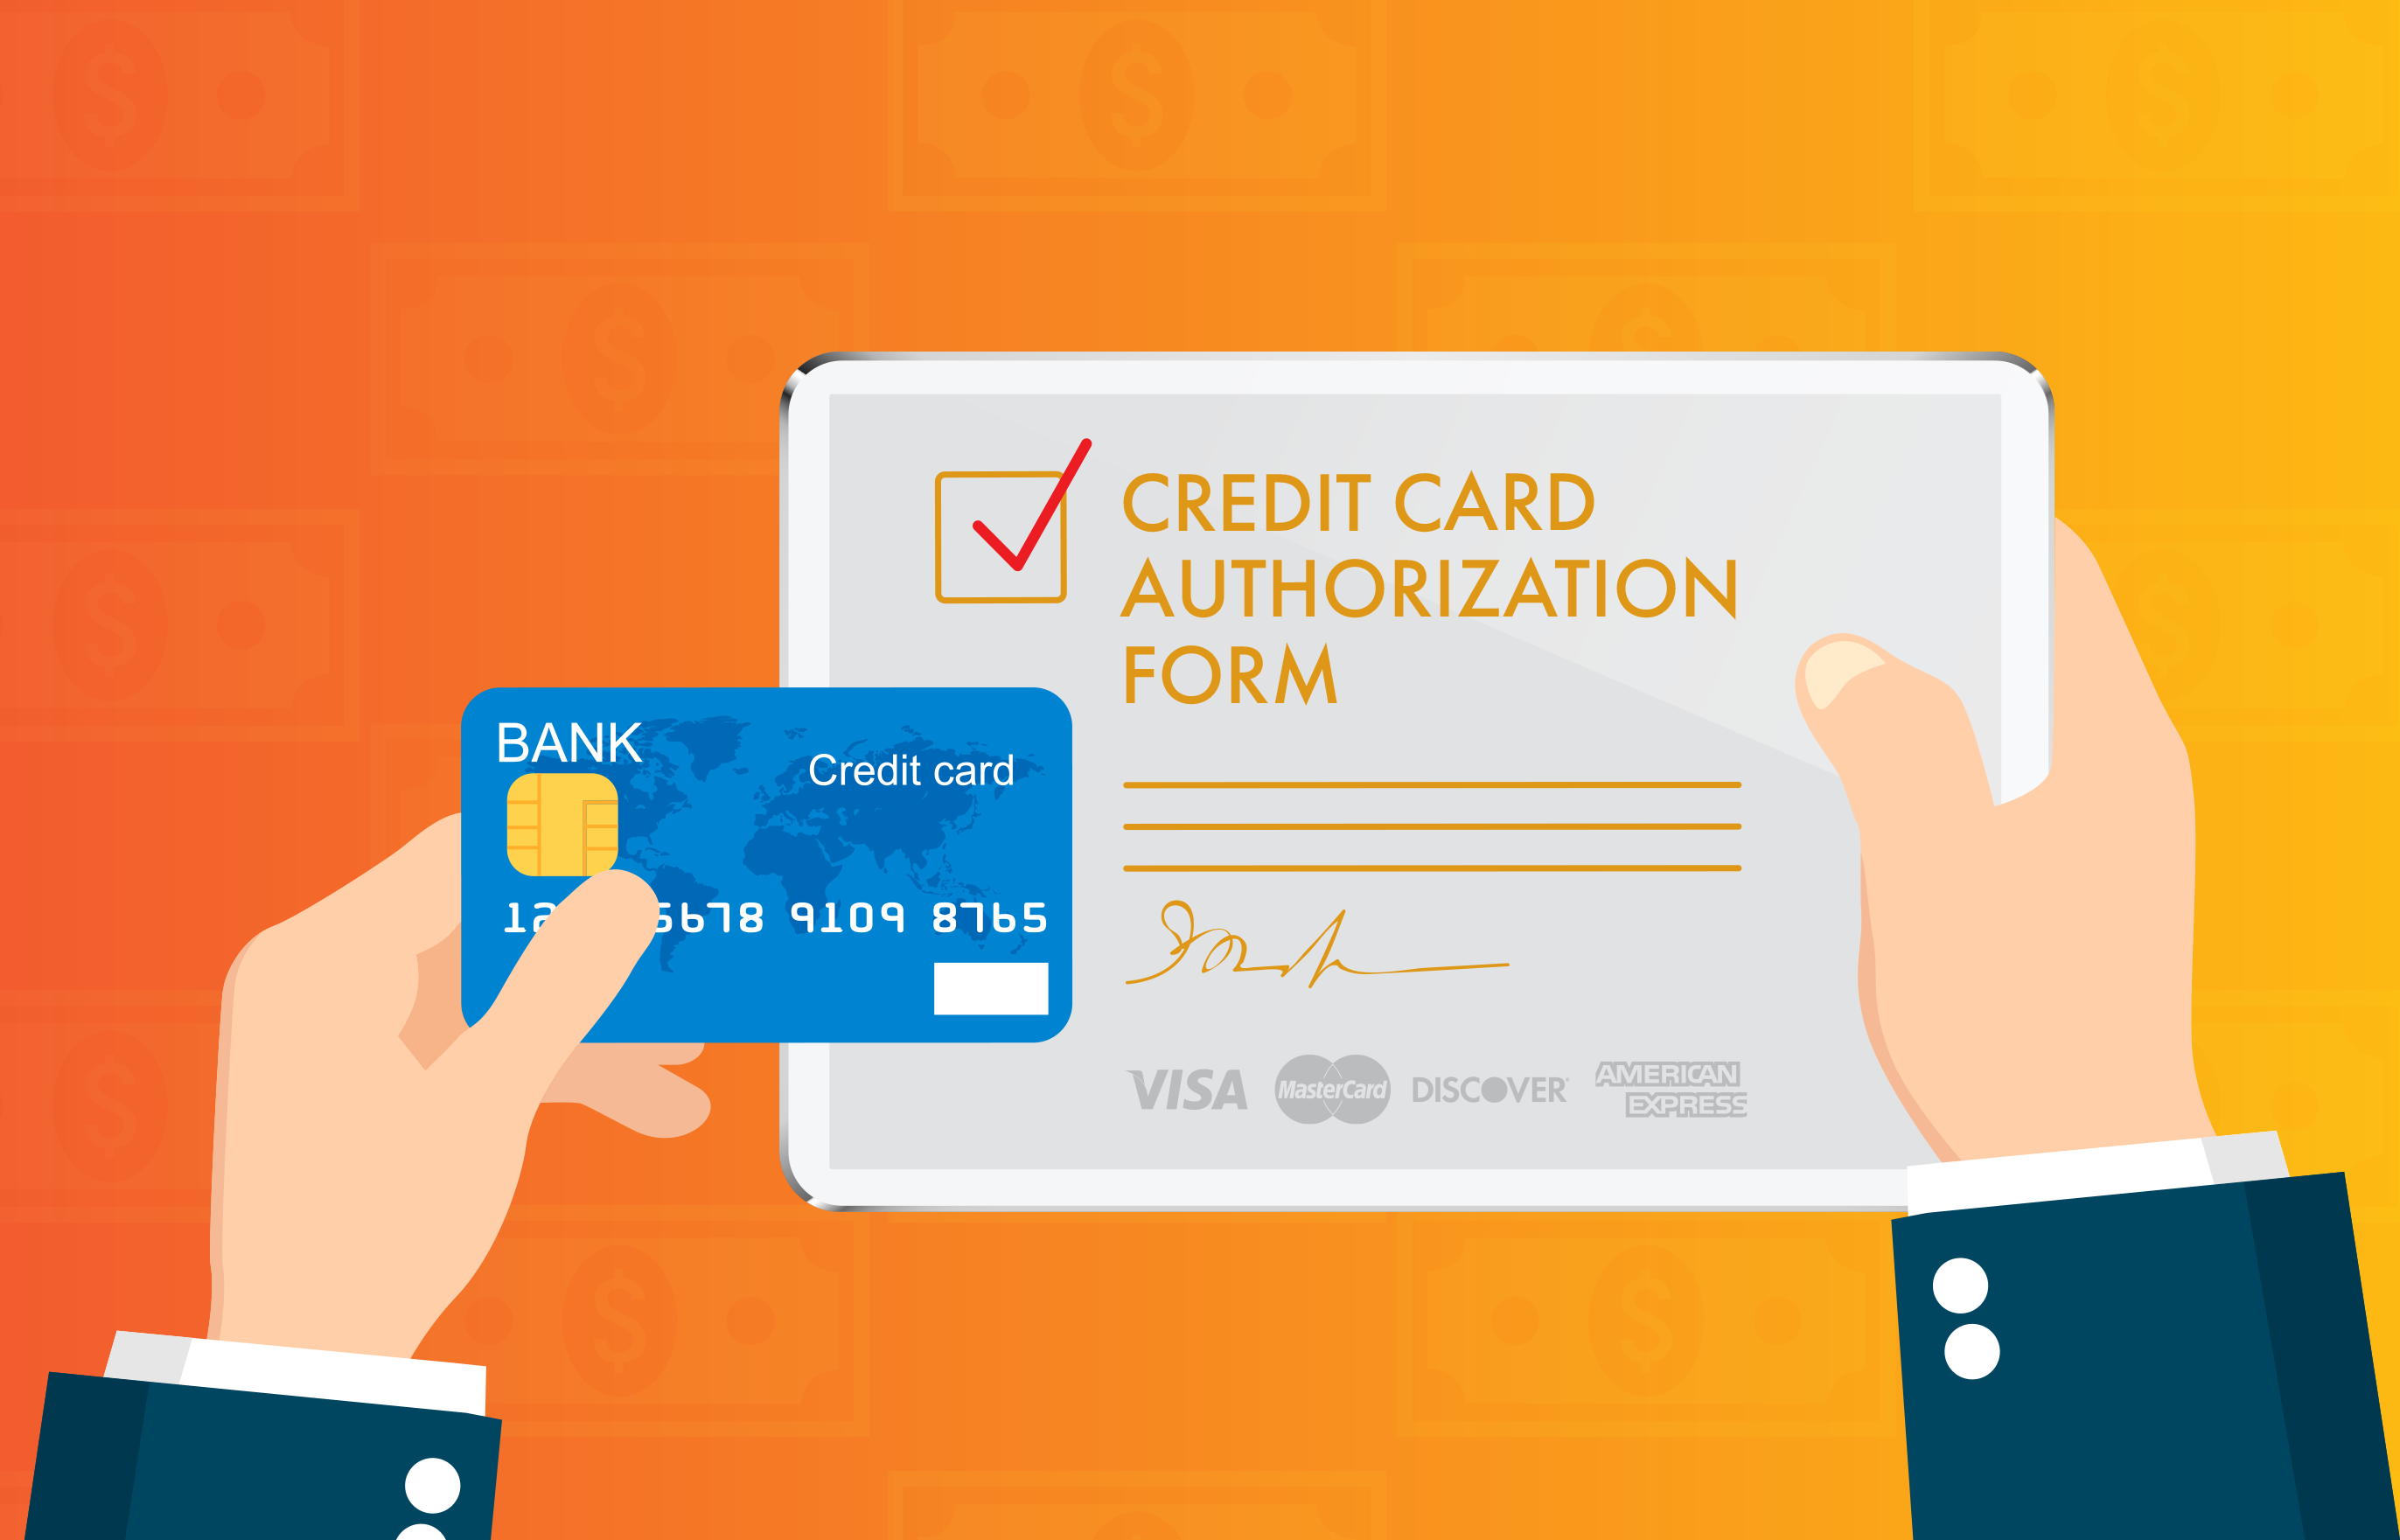 CREDIT CARD
AUTHORIZATION
FORM
BANK
Credit card
5678 9109 8765
VISA MasterCard DISCOVER AMERICAN
EXPRESS